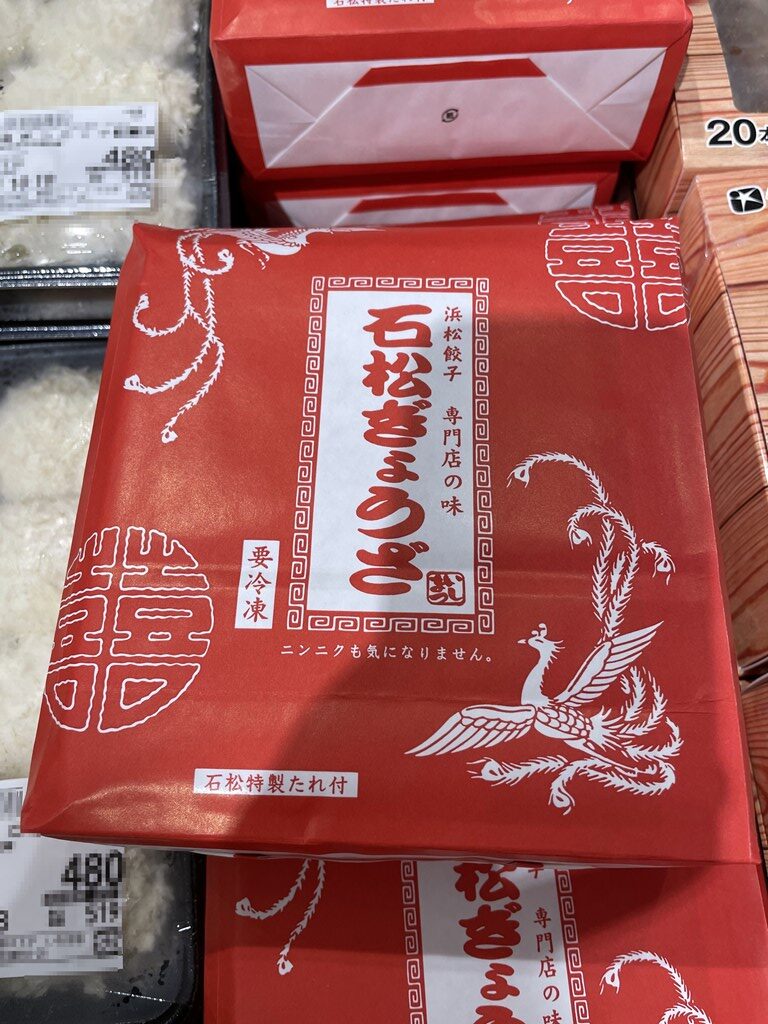 石松特製たれ付
20本
480
浜松餃子 専門店の味
石松ぎょうざ
要冷凍
ニンニクも気になりません。
石松特製たれ付
480
松ぎょ
専門店の味